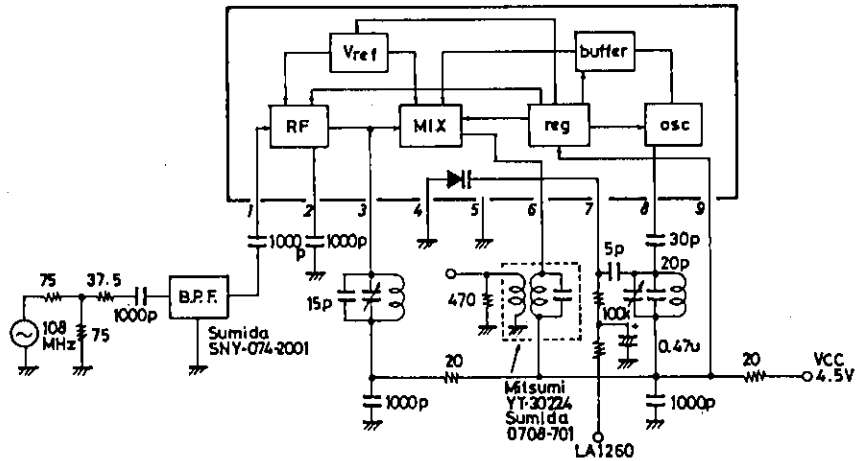 Vref
buffer
RF
MIX
reg
osc
1
2
3
4
5
6
7
8
9
1000
p
1000p
30p
5p
20p
75
37.5
1000p
B.P.F.
15p
470
100k
108
MHz
75
Sumida
SNY-074-2001
0.47u
20
20
VCC
4.5V
1000p
Mitsumi
YT-30224
Sumida
0708-701
1000p
LA1260